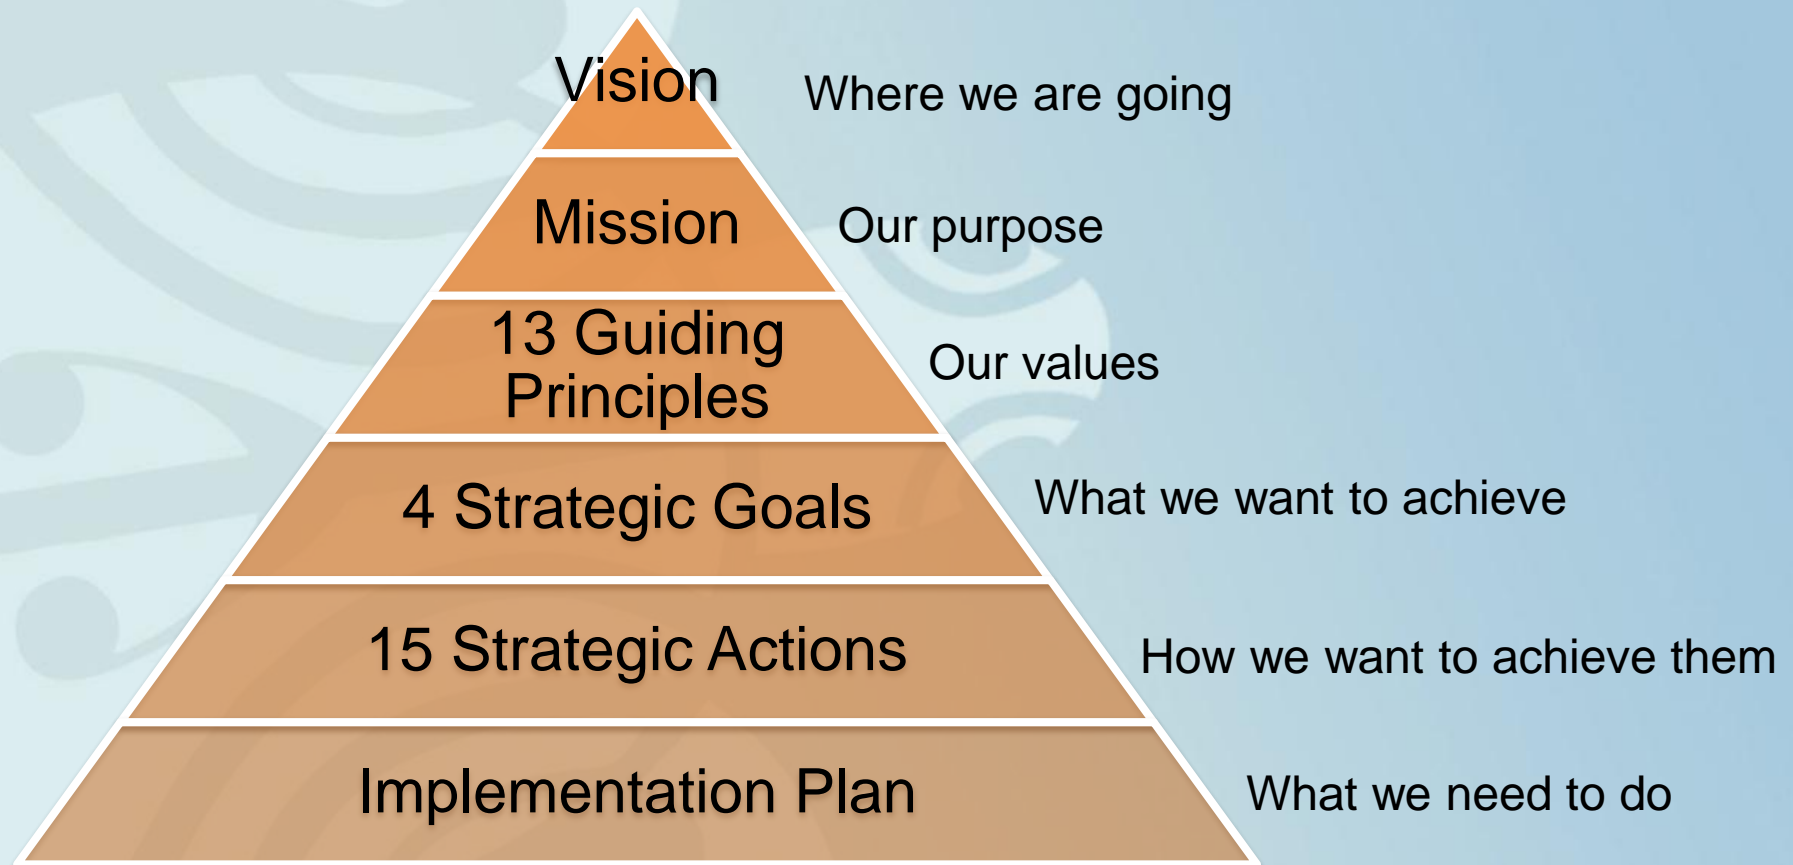 Vision
Where we are going
Mission
Our purpose
13 Guiding
Principles
Our values
4 Strategic Goals
What we want to achieve
15 Strategic Actions
How we want to achieve them
Implementation Plan
What we need to do